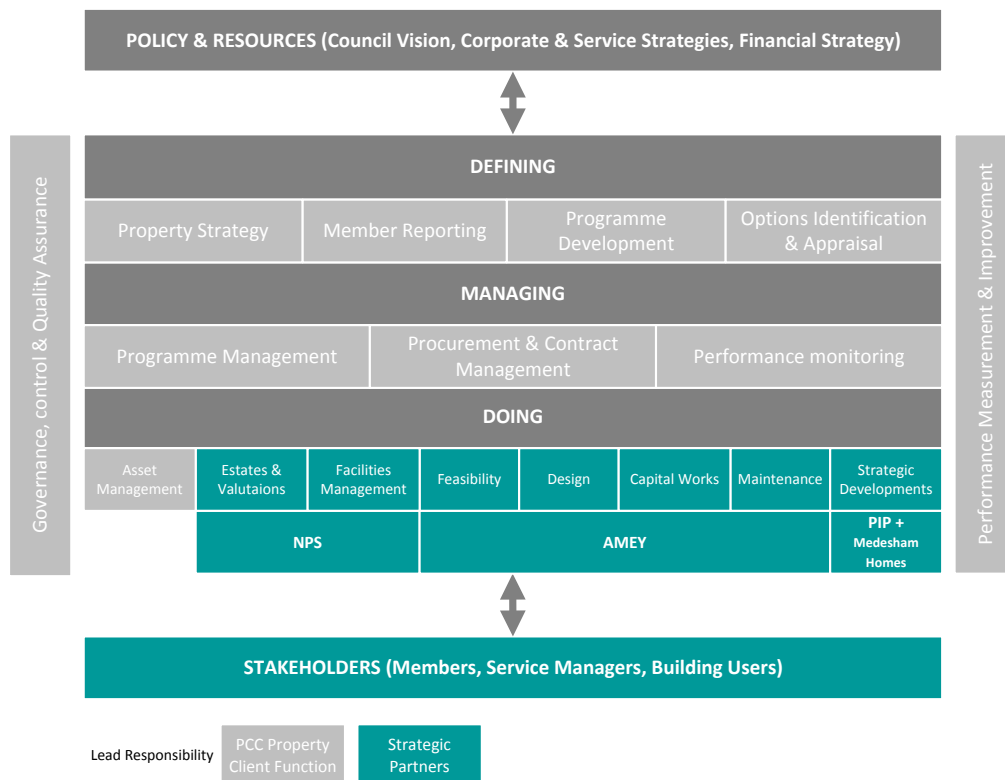 POLICY & RESOURCES (Council Vision, Corporate & Service Strategies, Financial Strategy)
Governance, control & Quality Assurance
DEFINING
Property Strategy
Member Reporting
Programme
Development
Options Identification
& Appraisal
MANAGING
Programme Management
Procurement & Contract
Management
Performance monitoring
DOING
Asset
Management
Estates &
Valutaions
Facilities
Management
Feasibility
Design
Capital Works
Maintenance
Strategic
Developments
NPS
AMEY
PIP +
Medesham
Homes
Performance Measurement & Improvement
STAKEHOLDERS (Members, Service Managers, Building Users)
Lead Responsibility
PCC Property
Client Function
Strategic
Partners